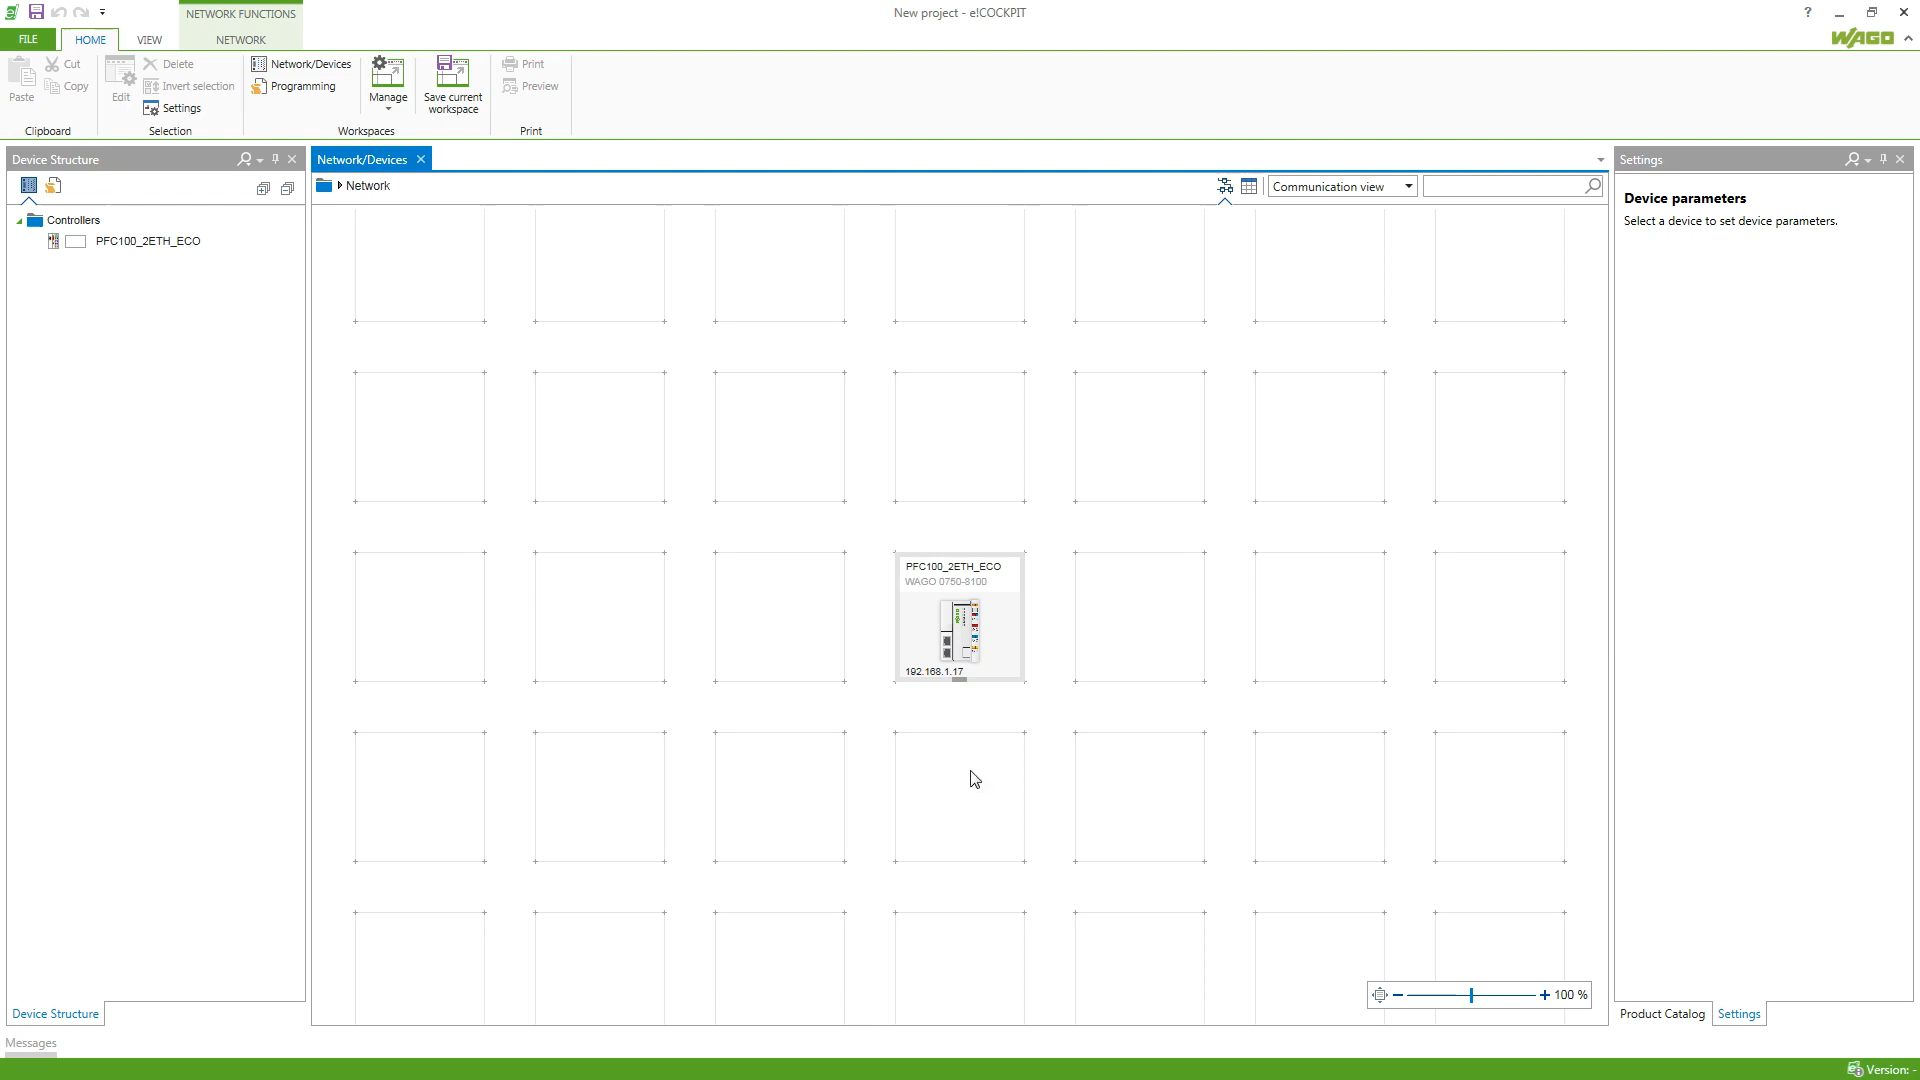 New project - e!COCKPIT
NETWORK FUNCTIONS
FILE
HOME
VIEW
NETWORK
WAGO
Paste
Cut
Copy
Clipboard
Edit
Delete
Invert selection
Settings
Selection
Network/Devices
Programming
Manage
Save current
workspace
Workspaces
Print
Preview
Print
Device Structure
Controllers
PFC100_2ETH_ECO
Device Structure
Network/Devices
Network
Communication view
PFC100_2ETH_ECO
WAGO 0750-8100
192.168.1.17
100 %
Settings
Device parameters
Select a device to set device parameters.
Product Catalog
Settings
Messages
Version: -